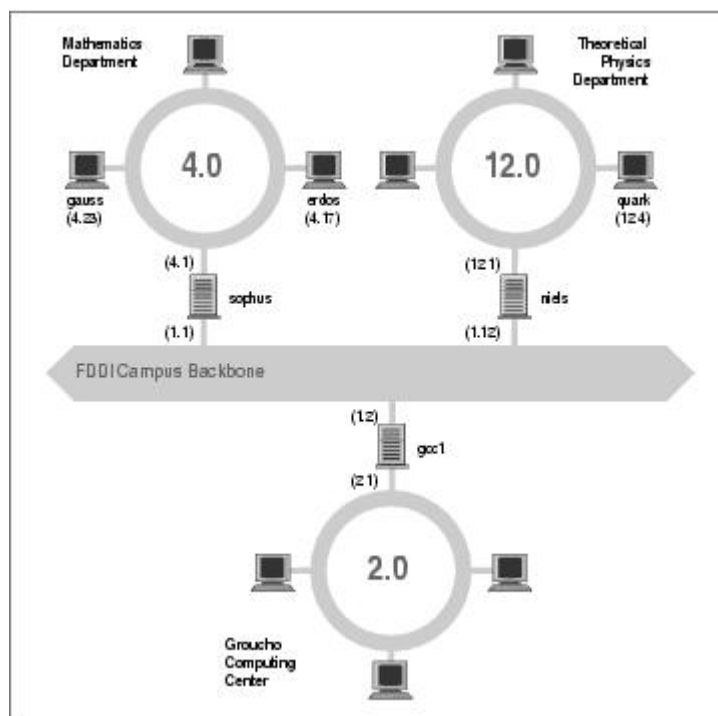 Mathematics
Department
Theoretical
Physics
Department
4.0
12.0
gauss
(4.23)
erdos
(4.17)
quark
(12.4)
(4.1)
(12.1)
sophus
niels
(1.1)
(1.12)
FDDI Campus Backbone
(1.2)
gcc1
(2.1)
2.0
Groucho
Computing
Center